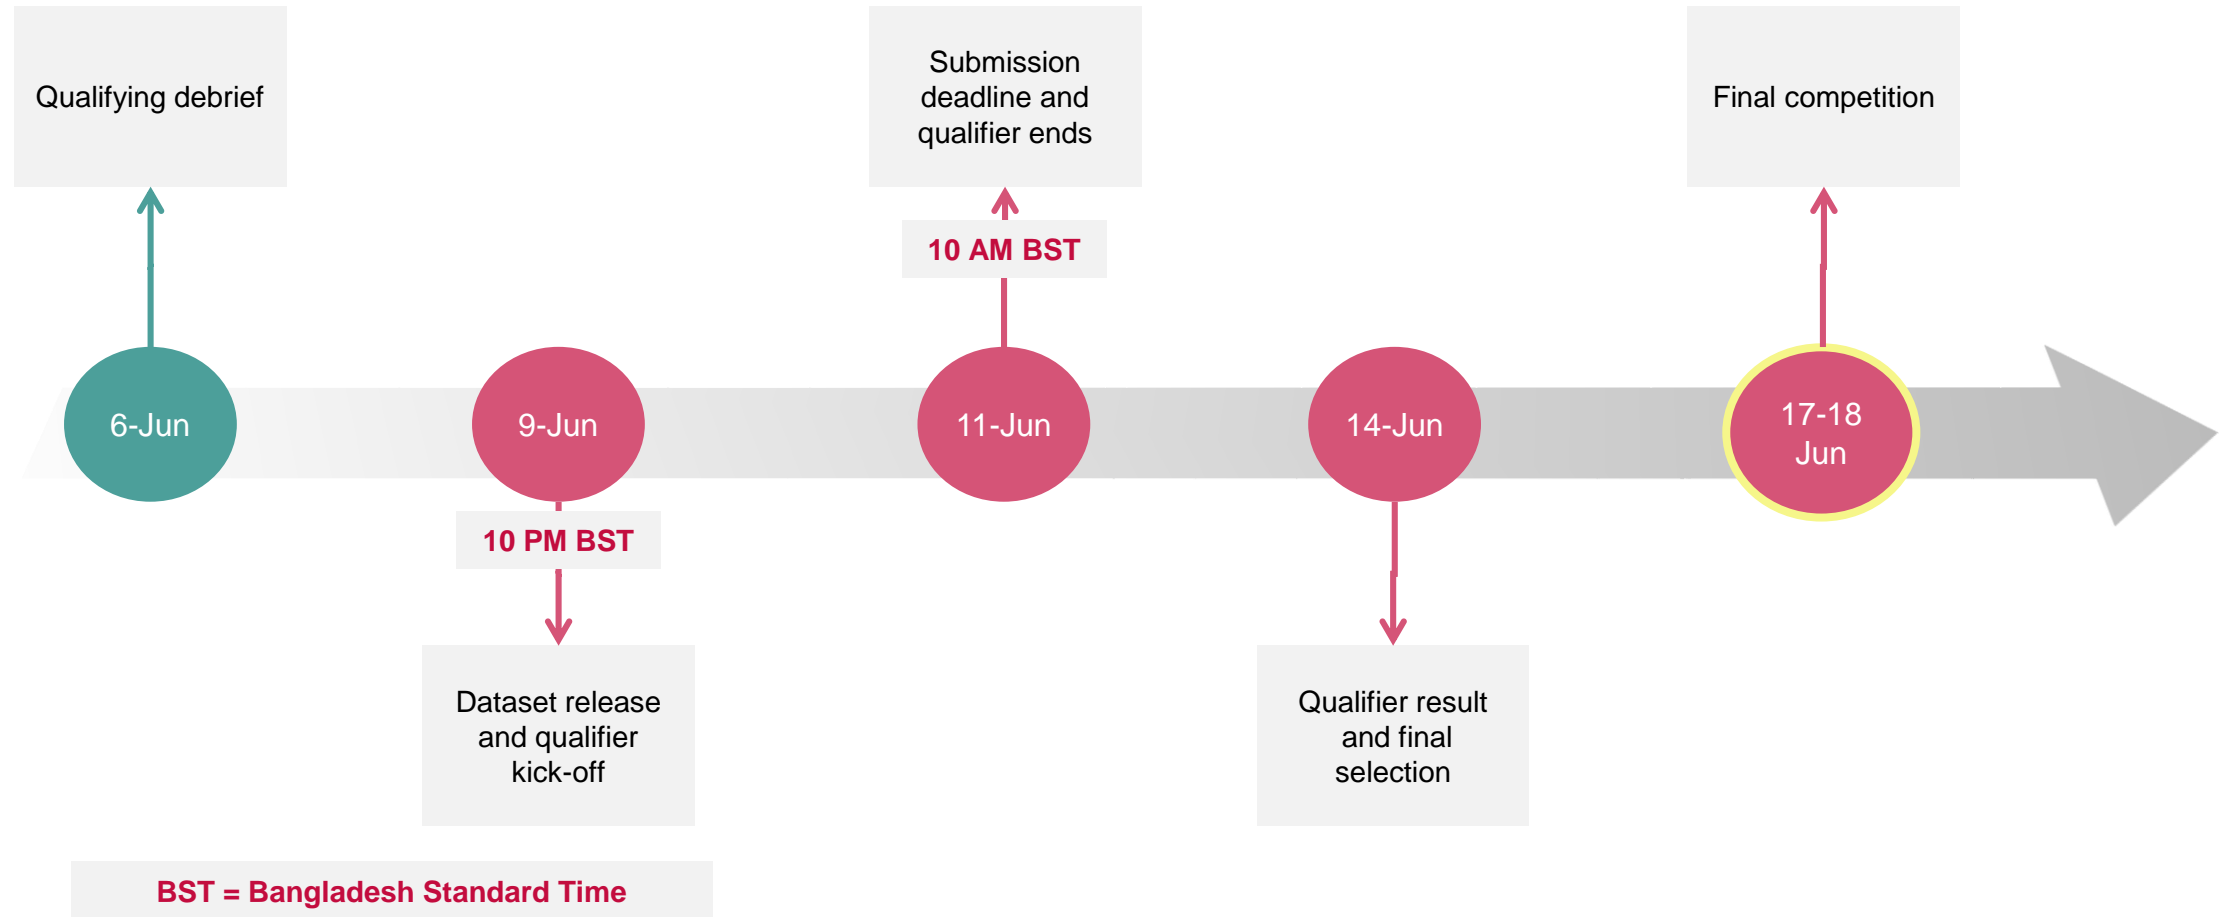 Qualifying debrief
Submission
deadline and
qualifier ends
Final competition
10 AM BST
6-Jun
9-Jun
11-Jun
14-Jun
17-18
Jun
10 PM BST
Dataset release
and qualifier
kick-off
Qualifier result
and final
selection
BST = Bangladesh Standard Time